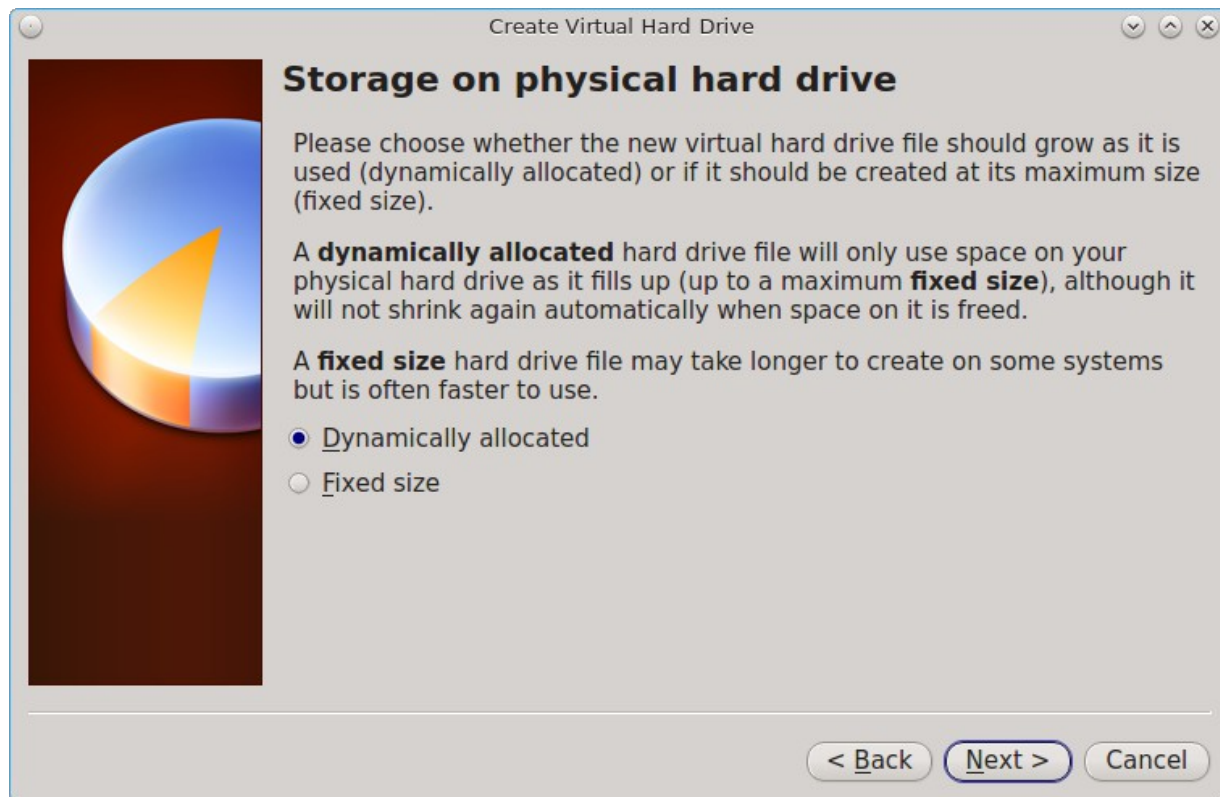 Create Virtual Hard Drive
Storage on physical hard drive
Please choose whether the new virtual hard drive file should grow as it is
used (dynamically allocated) or if it should be created at its maximum size
(fixed size).
A dynamically allocated hard drive file will only use space on your
physical hard drive as it fills up (up to a maximum fixed size), although it
will not shrink again automatically when space on it is freed.
A fixed size hard drive file may take longer to create on some systems
but is often faster to use.
Dynamically allocated
Fixed size
< Back Next > Cancel